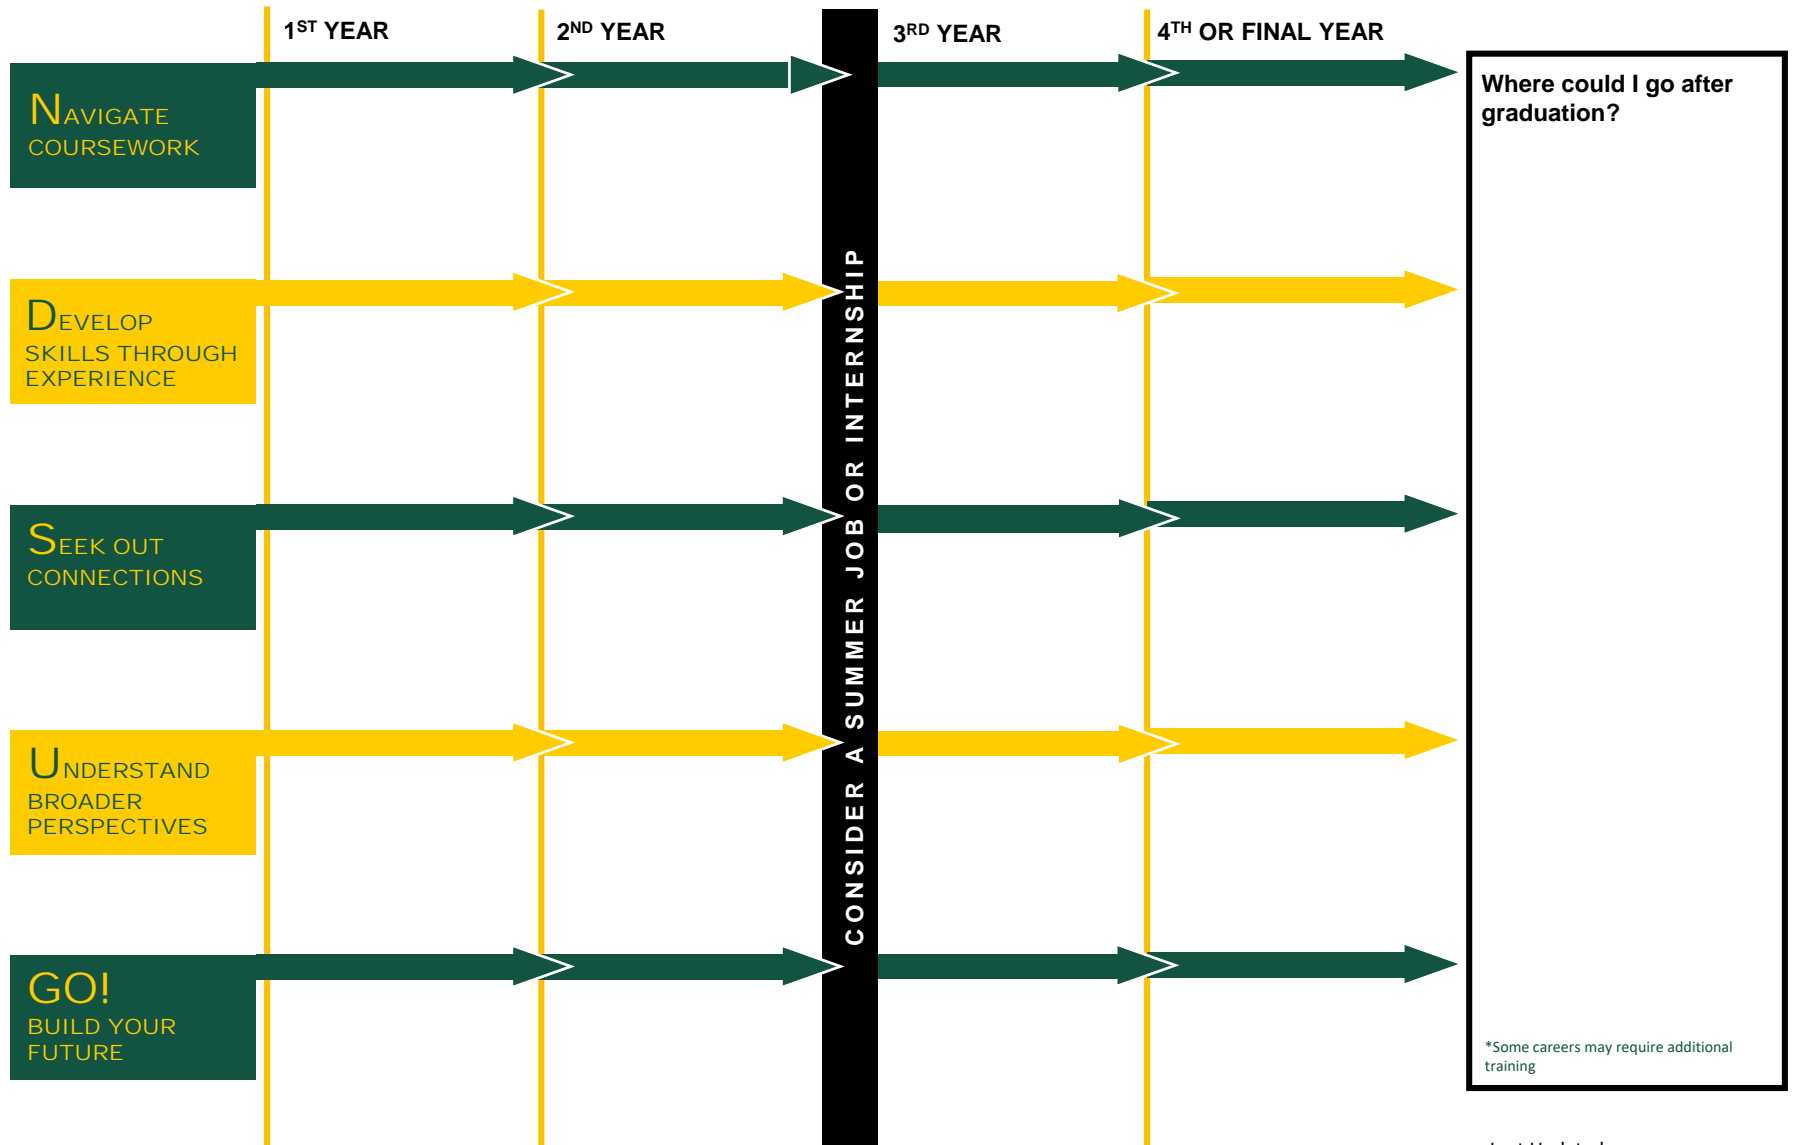 1ST YEAR
2ND YEAR
3RD YEAR
4TH OR FINAL YEAR
NAVIGATE
COURSEWORK
DEVELOP
SKILLS THROUGH
EXPERIENCE
SEEK OUT
CONNECTIONS
UNDERSTAND
BROADER
PERSPECTIVES
GO!
BUILD YOUR
FUTURE
CONSIDER A SUMMER JOB OR INTERNSHIP
Where could I go after
graduation?
*Some careers may require additional
training
Last Updated